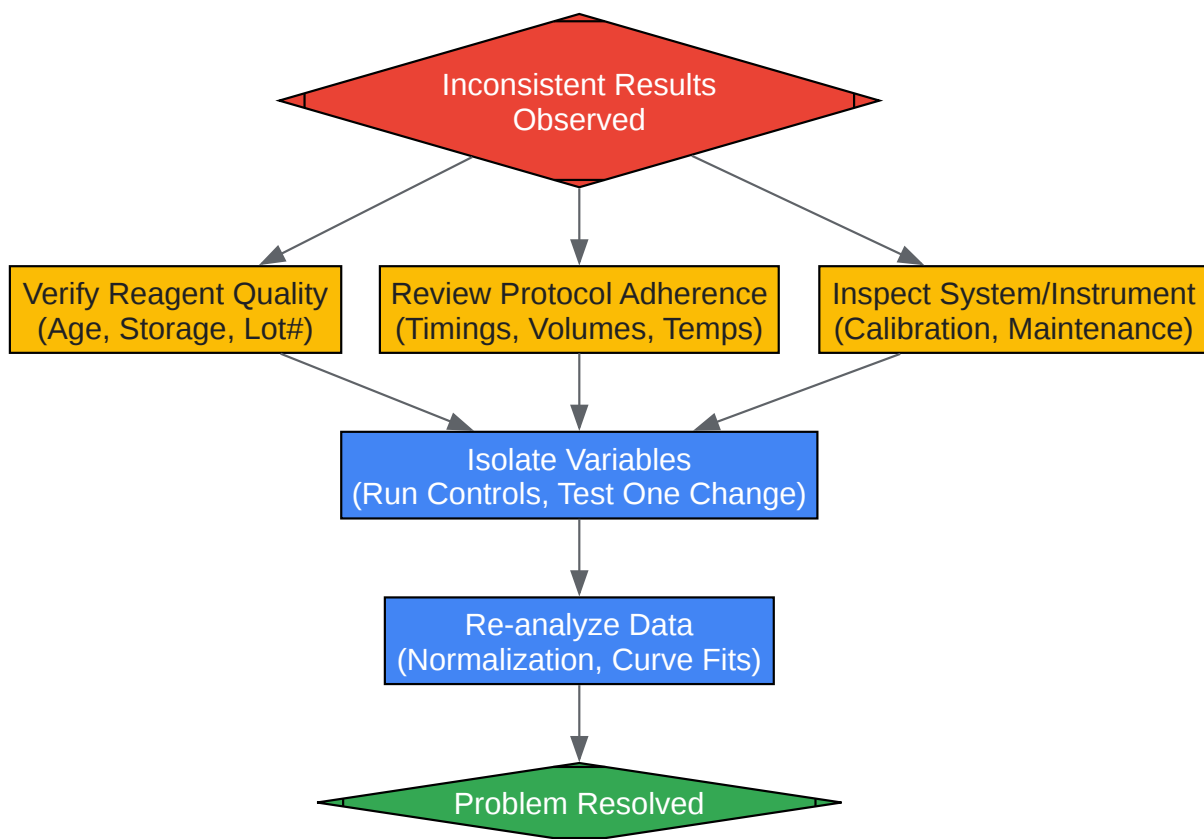 Inconsistent Results
Observed
Verify Reagent Quality
(Age, Storage, Lot#)
Review Protocol Adherence
(Timings, Volumes, Temps)
Inspect System/Instrument
(Calibration, Maintenance)
Isolate Variables
(Run Controls, Test One Change)
Re-analyze Data
(Normalization, Curve Fits)
Problem Resolved